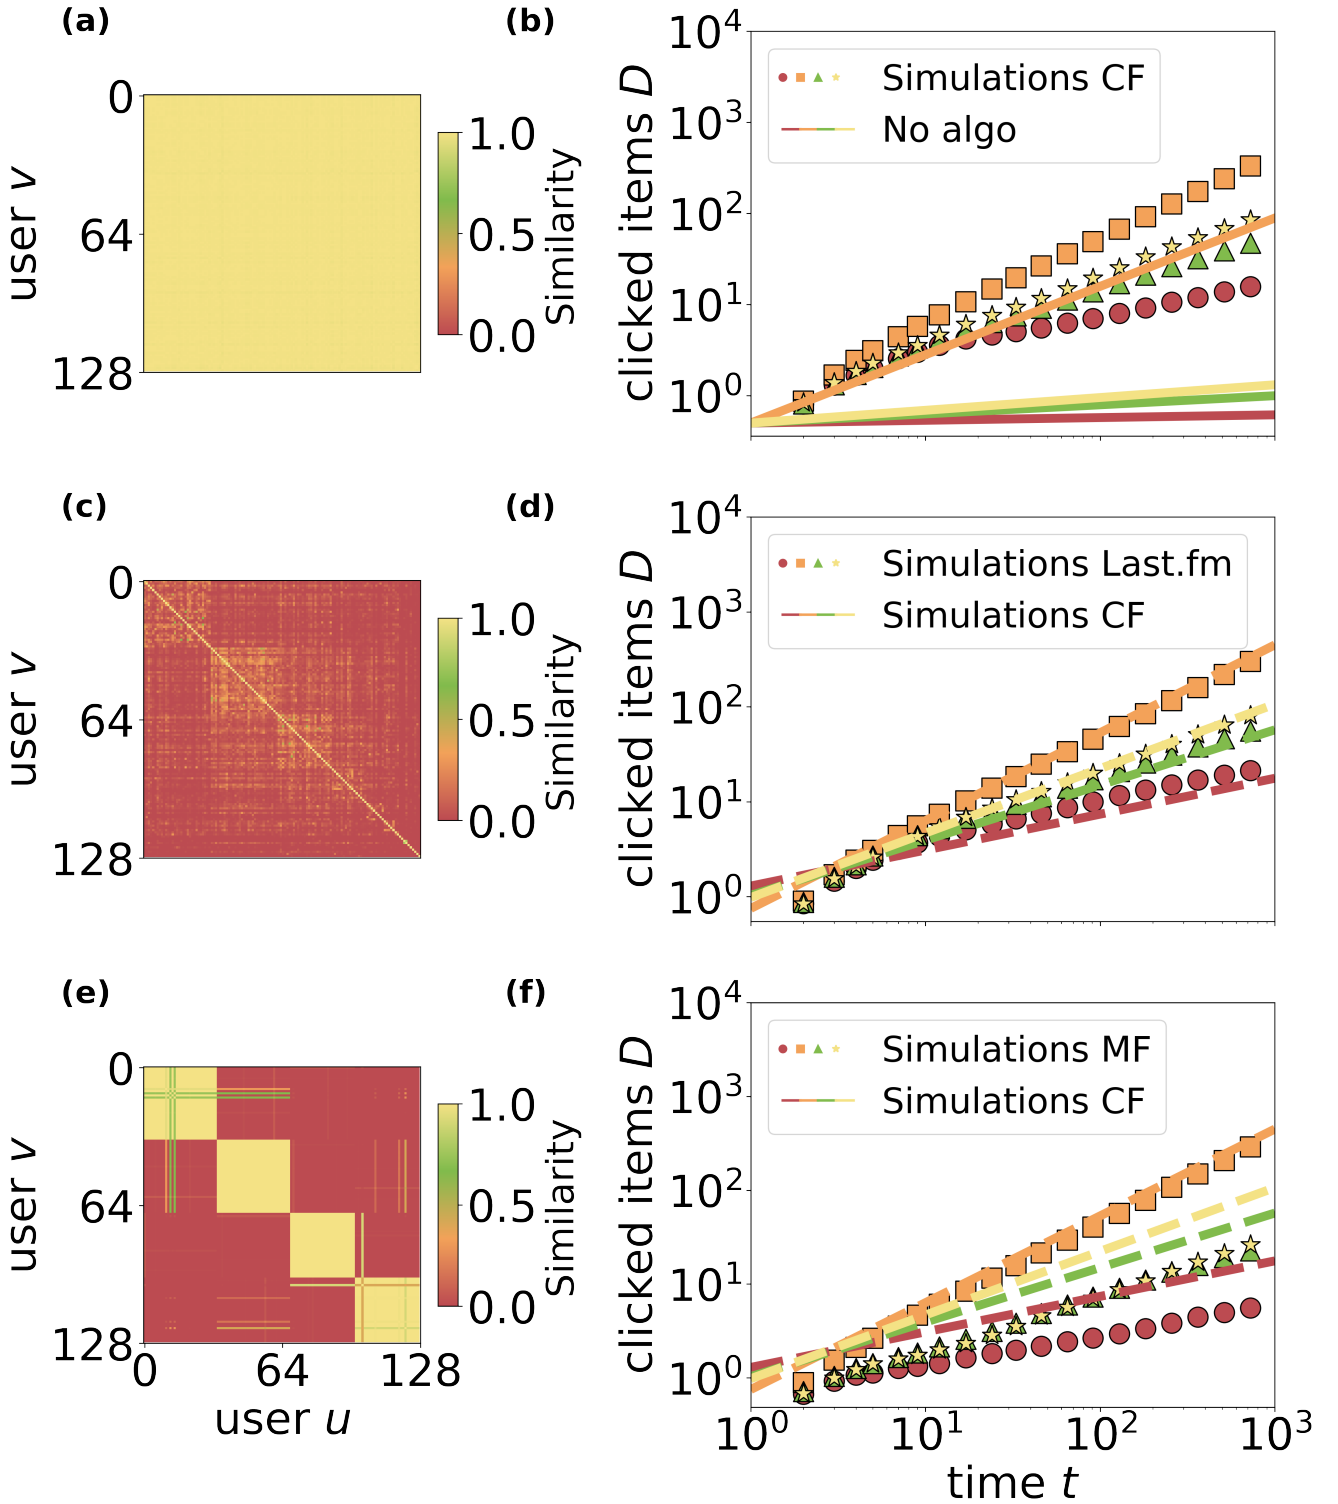 (a)
0
64
128
user v
1.0
0.5
0.0
Similarity
(b)
10^4
10^3
10^2
10^1
10^0
clicked items D
Simulations CF
No algo
(c)
0
64
128
user v
1.0
0.5
0.0
Similarity
(d)
10^4
10^3
10^2
10^1
10^0
clicked items D
Simulations Last.fm
Simulations CF
(e)
0
64
128
user v
0 64 128
user u
1.0
0.5
0.0
Similarity
(f)
10^4
10^3
10^2
10^1
10^0
clicked items D
Simulations MF
Simulations CF
10^0 10^1 10^2 10^3
time t